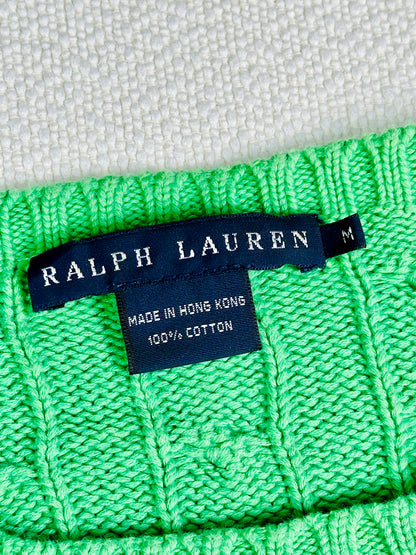 RALPH LAUREN
M
MADE IN HONG KONG
100% COTTON